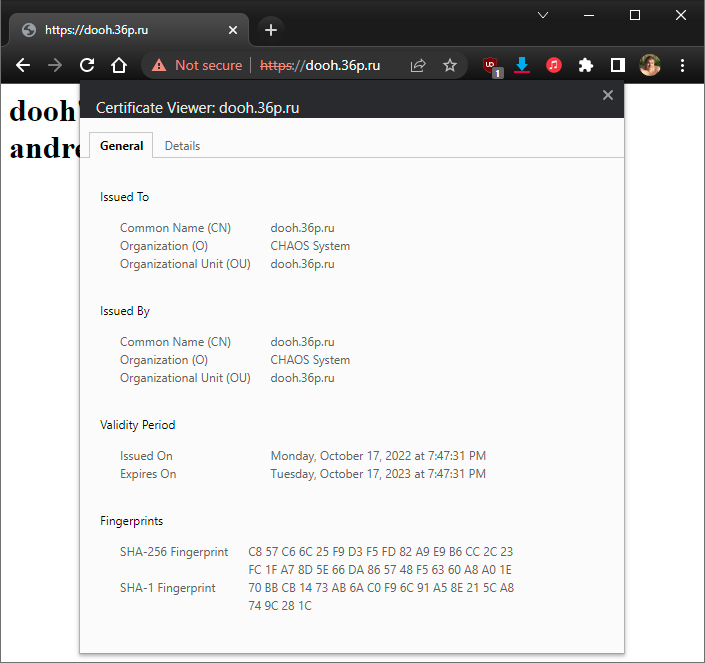 https://dooh.36p.ru
Not secure | https://dooh.36p.ru
1
dooh
andre
Certificate Viewer: dooh.36p.ru
General Details
Issued To
Common Name (CN) dooh.36p.ru
Organization (O) CHAOS System
Organizational Unit (OU) dooh.36p.ru
Issued By
Common Name (CN) dooh.36p.ru
Organization (O) CHAOS System
Organizational Unit (OU) dooh.36p.ru
Validity Period
Issued On Monday, October 17, 2022 at 7:47:31 PM
Expires On Tuesday, October 17, 2023 at 7:47:31 PM
Fingerprints
SHA-256 Fingerprint C8 57 C6 6C 25 F9 D3 F5 FD 82 A9 E9 B6 CC 2C 23
FC 1F A7 8D 5E 66 DA 86 57 48 F5 63 60 A8 A0 1E
SHA-1 Fingerprint 70 BB CB 14 73 AB 6A C0 F9 6C 91 A5 8E 21 5C A8
74 9C 28 1C